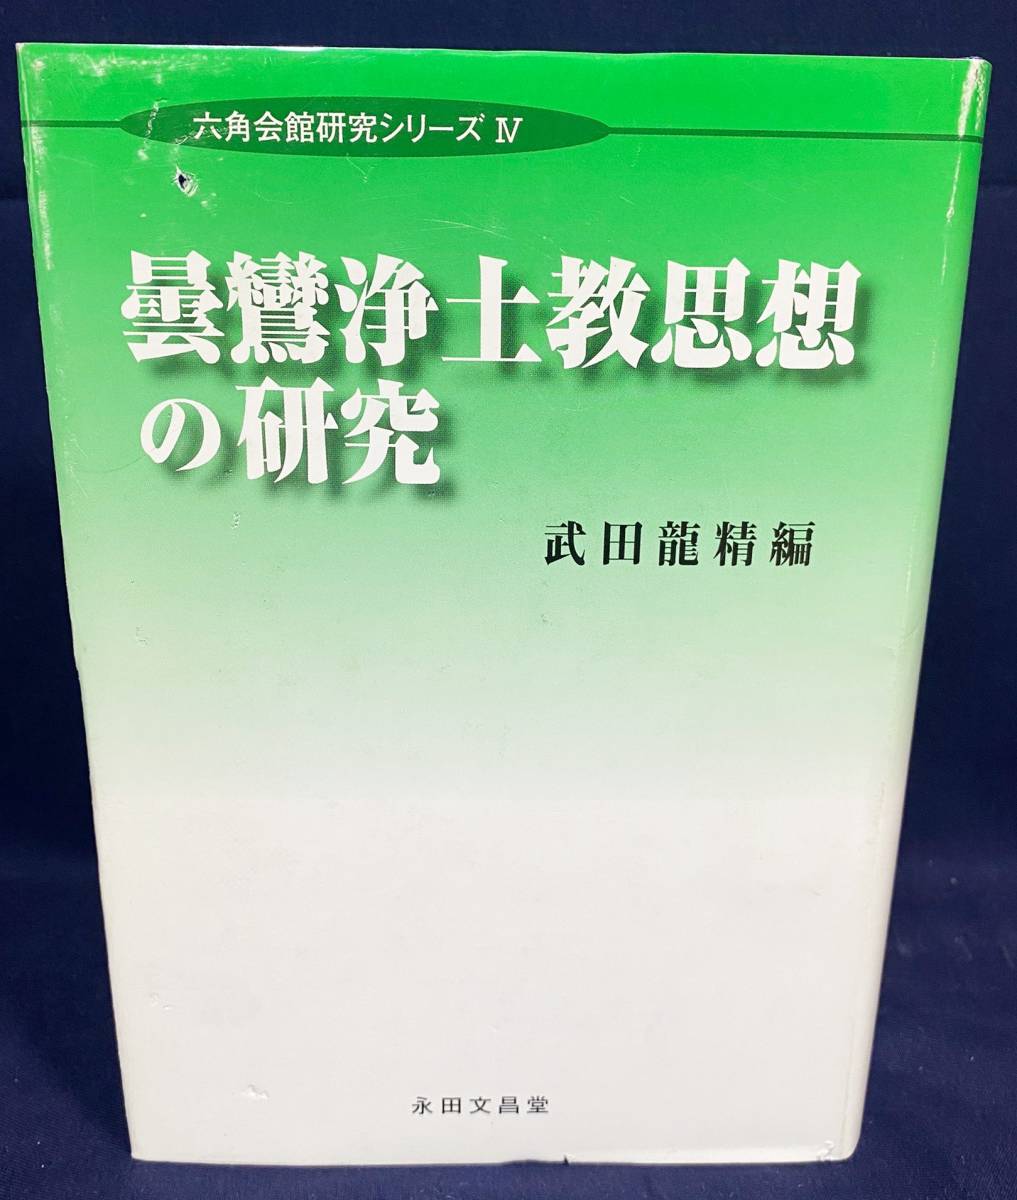 六角会館研究シリーズ Ⅳ
曇鸞浄土教思想
の研究
武田龍精編
永田文昌堂